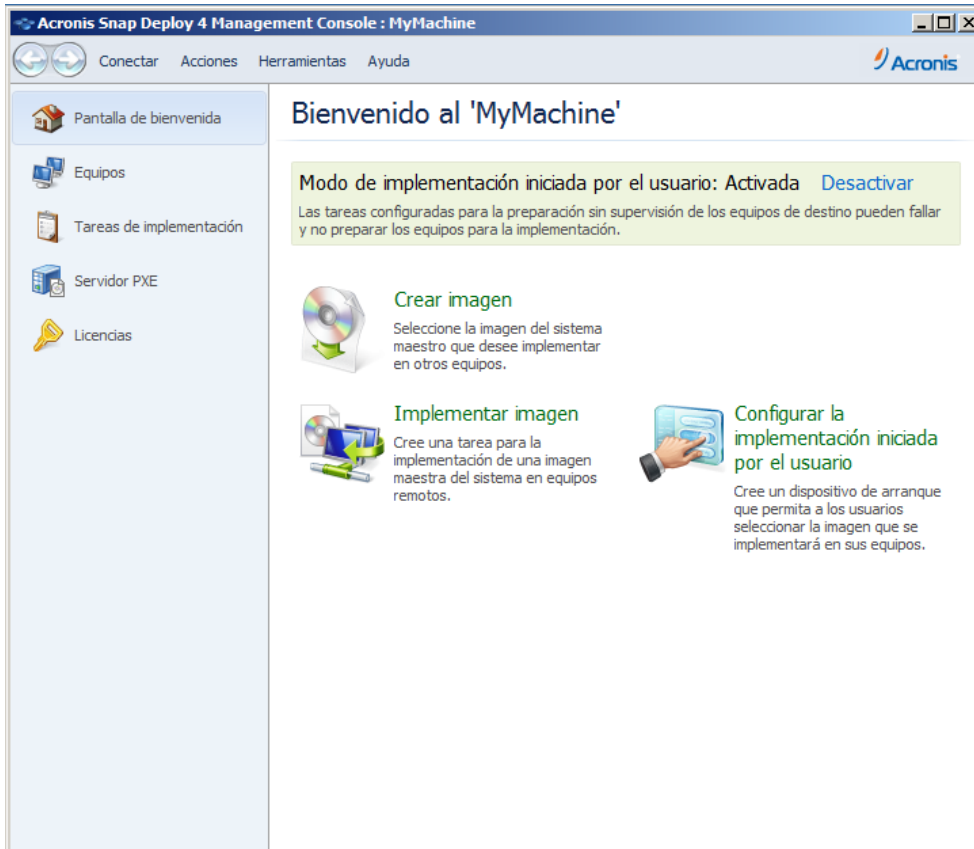 Acronis Snap Deploy 4 Management Console : MyMachine
Conectar Acciones Herramientas Ayuda
Acronis
Pantalla de bienvenida
Equipos
Tareas de implementación
Servidor PXE
Licencias
Bienvenido al 'MyMachine'
Modo de implementación iniciada por el usuario: Activada Desactivar
Las tareas configuradas para la preparación sin supervisión de los equipos de destino pueden fallar
y no preparar los equipos para la implementación.
Crear imagen
Seleccione la imagen del sistema
maestro que desee implementar
en otros equipos.
Implementar imagen
Cree una tarea para la
implementación de una imagen
maestra del sistema en equipos
remotos.
Configurar la
implementación iniciada
por el usuario
Cree un dispositivo de arranque
que permita a los usuarios
seleccionar la imagen que se
implementará en sus equipos.